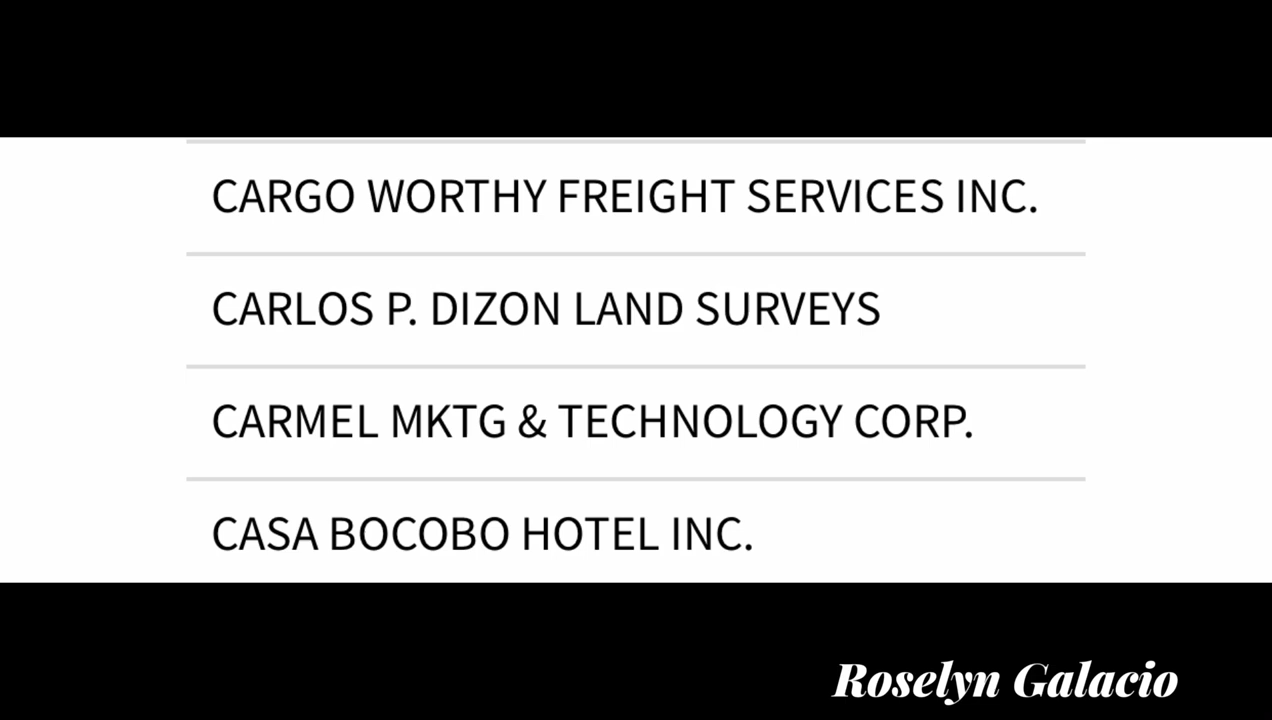 CARGO WORTHY FREIGHT SERVICES INC.
CARLOS P. DIZON LAND SURVEYS
CARMEL MKTG & TECHNOLOGY CORP.
CASA BOCOBO HOTEL INC.
Roselyn Galacio